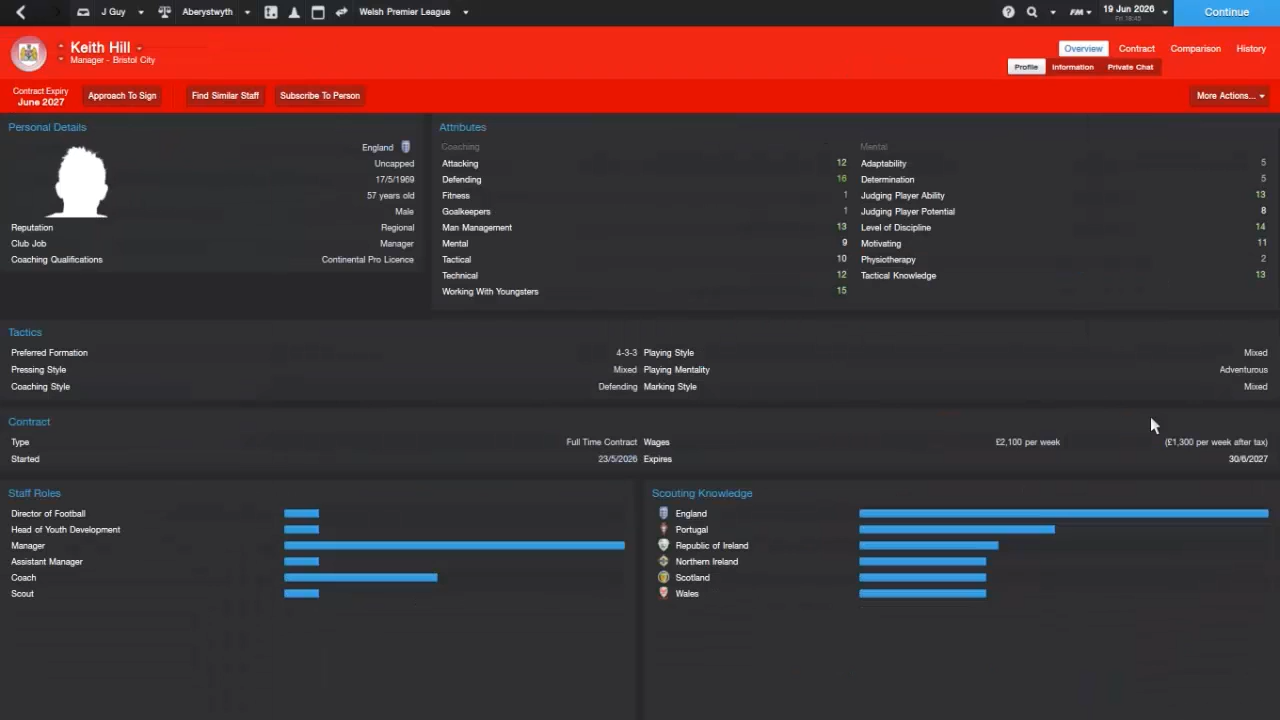 J Guy
Aberystwyth
Welsh Premier League
FM
19 Jun 2026
Fri 18:45
Continue
Keith Hill
Manager - Bristol City
Overview
Contract
Comparison
History
Profile
Information
Private Chat
Contract Expiry
June 2027
Approach To Sign
Find Similar Staff
Subscribe To Person
More Actions...
Personal Details
England
Uncapped
17/5/1969
57 years old
Male
Reputation Regional
Club Job Manager
Coaching Qualifications Continental Pro Licence
Attributes
Coaching
Attacking 12
Defending 16
Fitness 1
Goalkeepers 1
Man Management 13
Mental 9
Tactical 10
Technical 12
Working With Youngsters 15
Mental
Adaptability 5
Determination 5
Judging Player Ability 13
Judging Player Potential 8
Level of Discipline 14
Motivating 11
Physiotherapy 2
Tactical Knowledge 13
Tactics
Preferred Formation 4-3-3 Playing Style Mixed
Pressing Style Mixed Playing Mentality Adventurous
Coaching Style Defending Marking Style Mixed
Contract
Type Full Time Contract Wages £2,100 per week (£1,300 per week after tax)
Started 23/5/2026 Expires 30/6/2027
Staff Roles
Director of Football
Head of Youth Development
Manager
Assistant Manager
Coach
Scout
Scouting Knowledge
England
Portugal
Republic of Ireland
Northern Ireland
Scotland
Wales